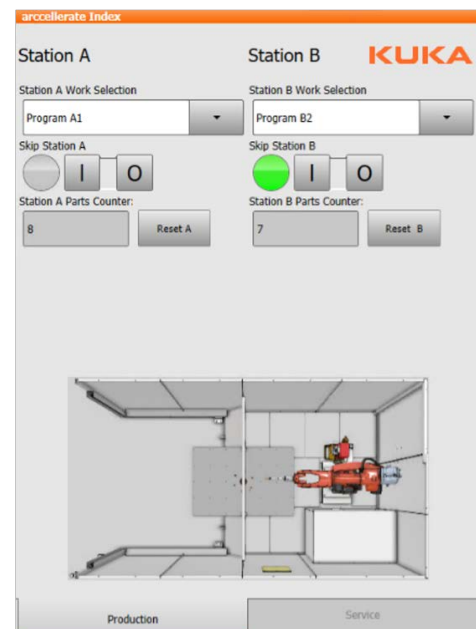 arccellerate Index
Station A
Station B
KUKA
Station A Work Selection
Station B Work Selection
Program A1
Program B2
Skip Station A
Skip Station B
I
O
I
O
Station A Parts Counter:
Station B Parts Counter:
8
Reset A
7
Reset B
Production
Service